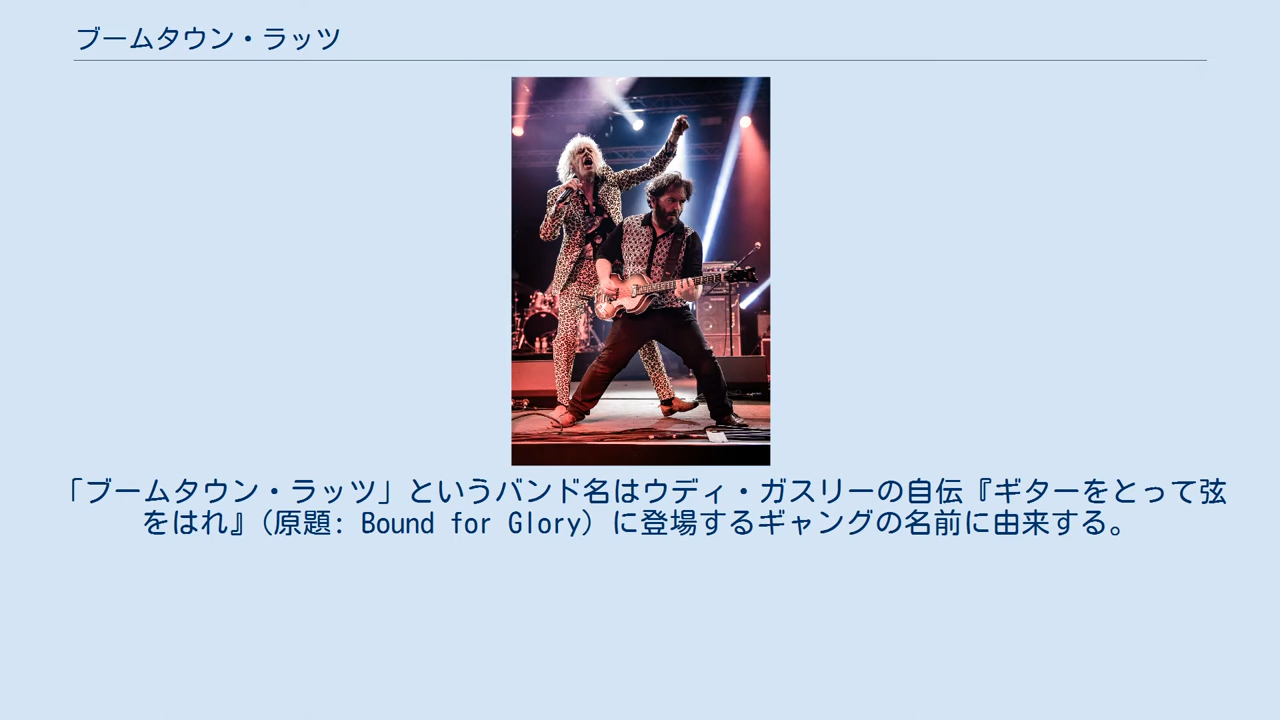 ブームタウン・ラッツ
「ブームタウン・ラッツ」というバンド名はウディ・ガスリーの自伝『ギターをとって弦
をはれ』（原題: Bound for Glory）に登場するギャングの名前に由来する。